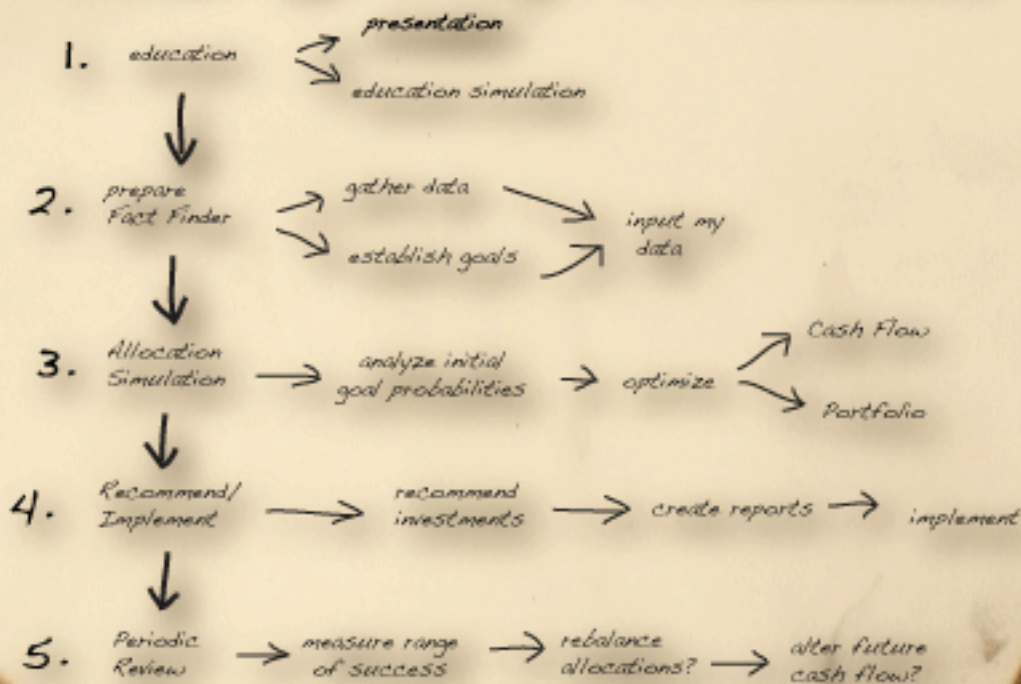 presentation
1. education
education simulation
2. prepare
Fact Finder
gather data
establish goals
input my
data
3. Allocation
Simulation
analyze initial
goal probabilities
optimize
Cash Flow
Portfolio
4. Recommend/
Implement
recommend
investments
create reports
implement
5. Periodic
Review
measure range
of success
rebalance
allocations?
alter future
cash flow?